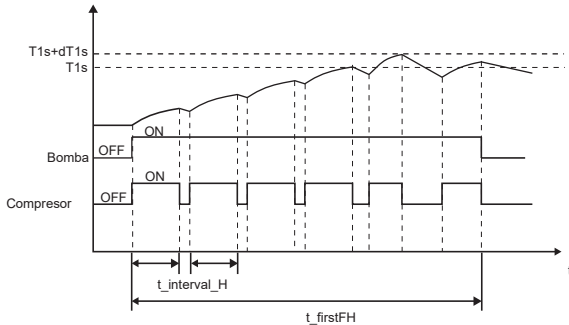 T1s+dT1s
T1s
ON
Bomba
OFF
ON
Compresor
OFF
t_interval_H
t_firstFH